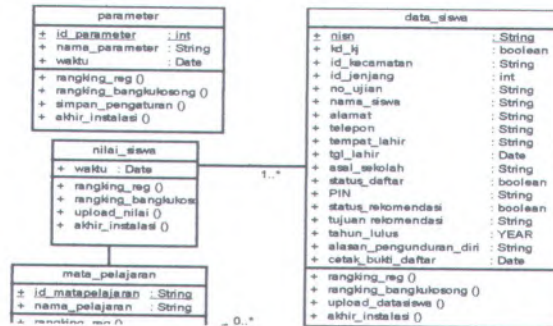 parameter
+ id_parameter : int
+ nama_parameter : String
+ waktu : Date
+ rangking_reg ()
+ rangking_bangkukosong ()
+ simpan_pengaturan ()
+ akhir_instalasi ()
nilai_siswa
+ waktu : Date
+ rangking_reg ()
+ rangking_bangkukoso
+ upload_nilai ()
+ akhir_instalasi ()
mata_pelajaran
+ id_matapelajaran : String
+ nama_pelajaran : String
+ rangking_reg ()
1..*
0..*
data_siswa
+ nisn : String
+ kd_kj : boolean
+ id_kecamatan : String
+ id_jenjang : int
+ no_ujian : String
+ nama_siswa : String
+ alamat : String
+ telepon : String
+ tempat_lahir : String
+ tgl_lahir : Date
+ asal_sekolah : String
+ status_daftar : boolean
+ PIN : String
+ status_rekomendasi : boolean
+ tujuan rekomendasi : String
+ tahun_lulus : YEAR
+ alasan_pengunduran_diri : String
+ cetak_bukti_daftar : Date
+ rangking_reg ()
+ rangking_bangkukosong ()
+ upload_datasiswa ()
+ akhir_instalasi ()